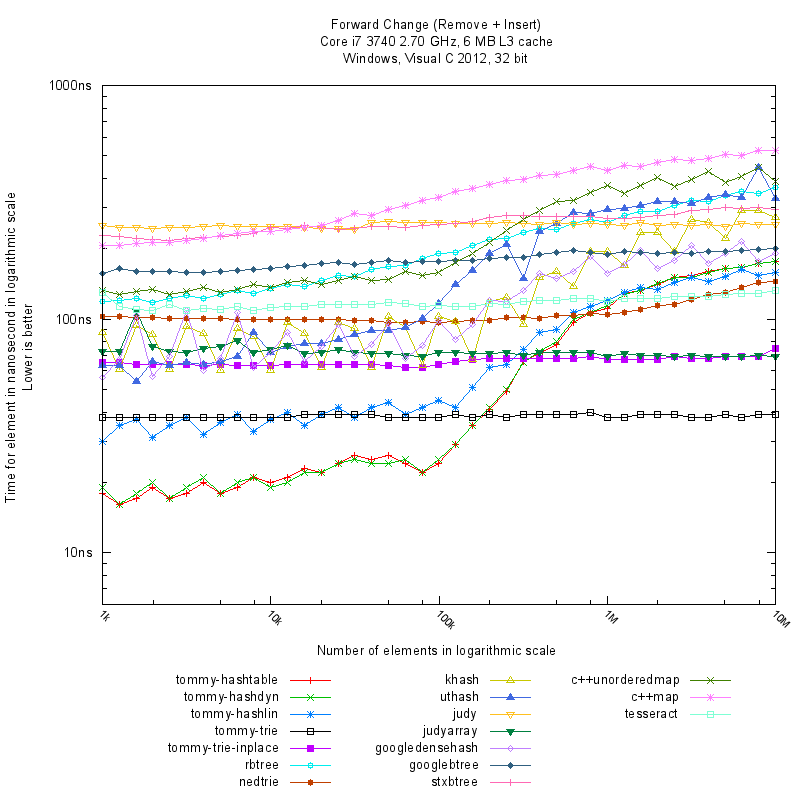 Forward Change (Remove + Insert)
Core i7 3740 2.70 GHz, 6 MB L3 cache
Windows, Visual C 2012, 32 bit
1000ns
100ns
10ns
Time for element in nanosecond in logarithmic scale
Lower is better
1k
10k
100k
1M
10M
Number of elements in logarithmic scale
tommy-hashtable
tommy-hashdyn
tommy-hashlin
tommy-trie
tommy-trie-inplace
rbtree
nedtrie
khash
uthash
judy
judyarray
googledensehash
googlebtree
stxbtree
c++unorderedmap
c++map
tesseract